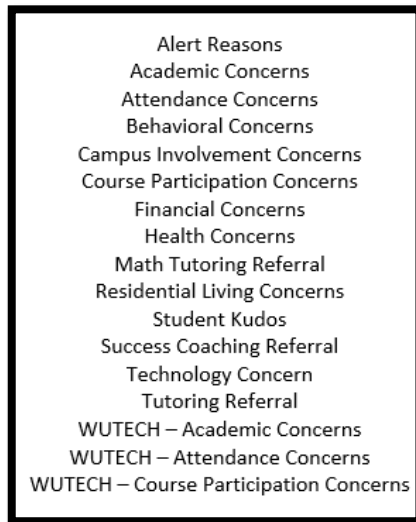 Alert Reasons
Academic Concerns
Attendance Concerns
Behavioral Concerns
Campus Involvement Concerns
Course Participation Concerns
Financial Concerns
Health Concerns
Math Tutoring Referral
Residential Living Concerns
Student Kudos
Success Coaching Referral
Technology Concern
Tutoring Referral
WUTECH – Academic Concerns
WUTECH – Attendance Concerns
WUTECH – Course Participation Concerns